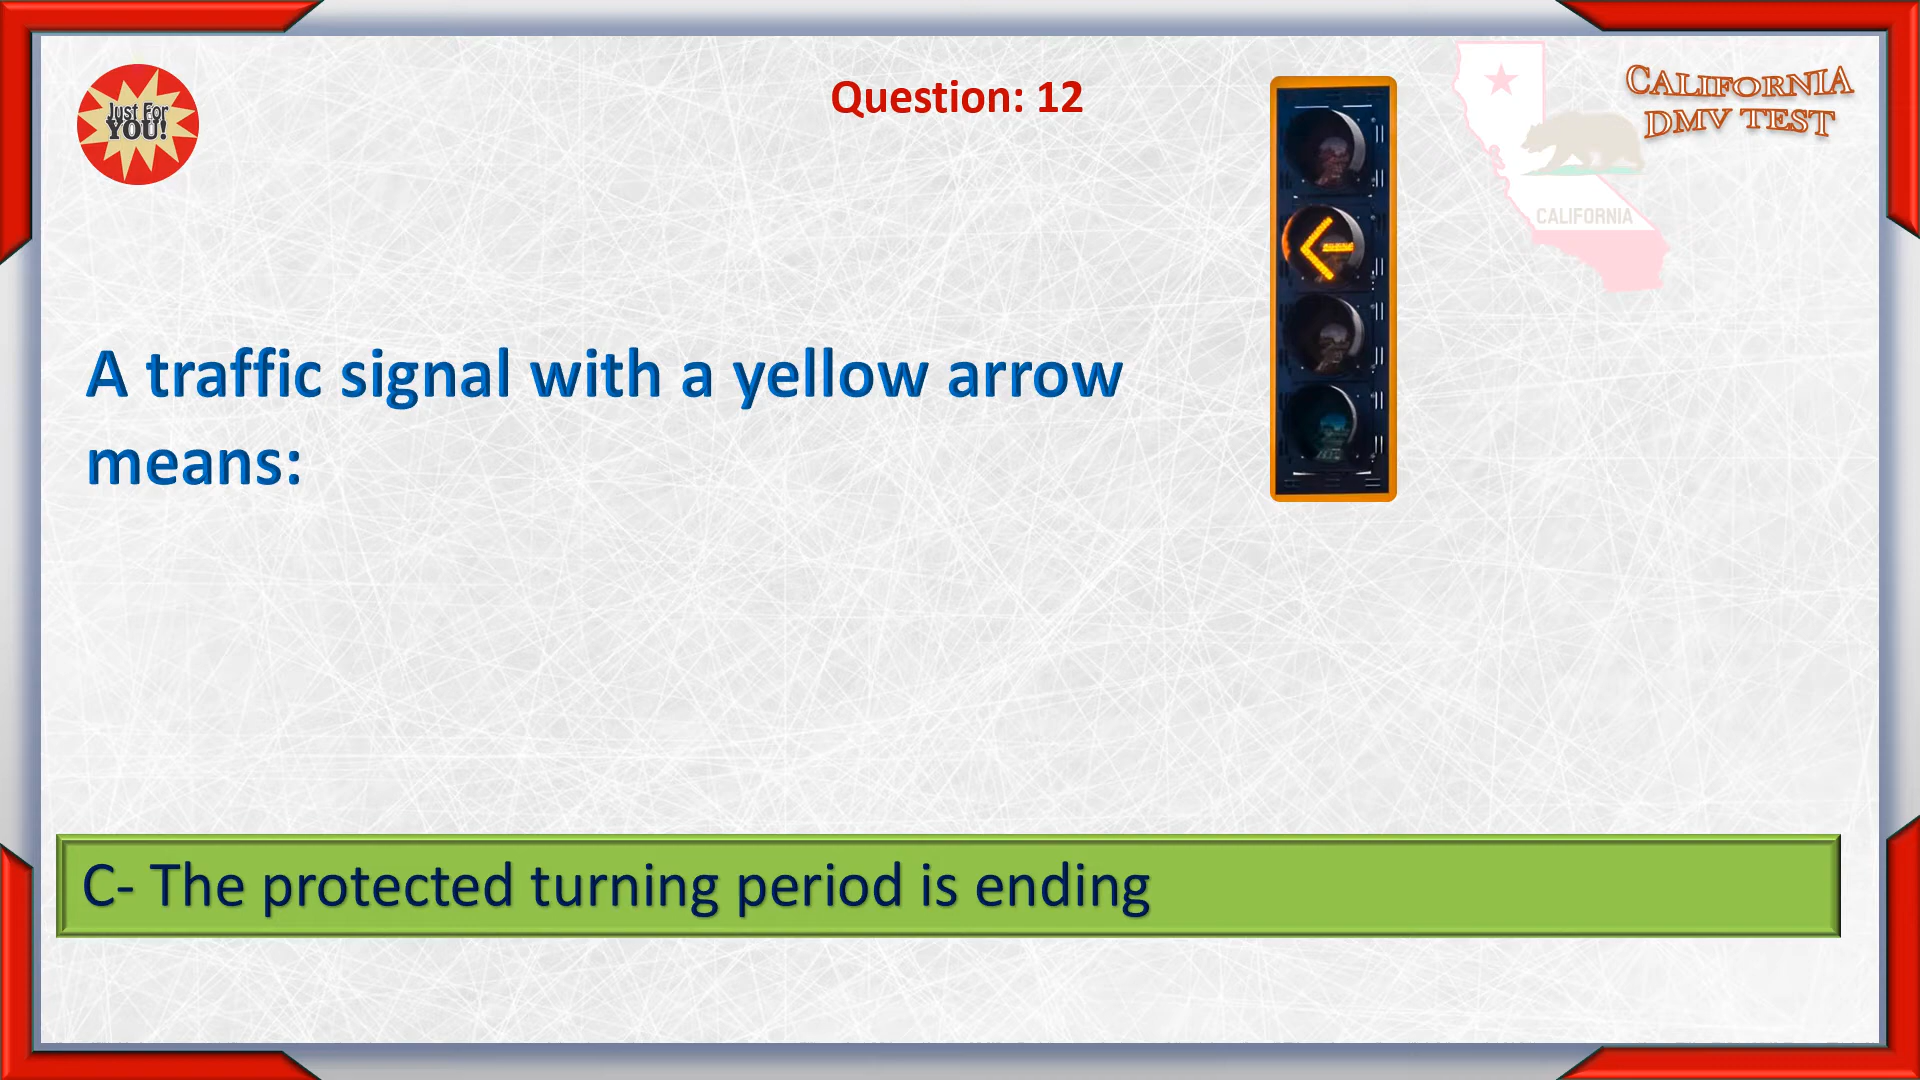 Just For
YOU!
Question: 12
CALIFORNIA
DMV TEST
CALIFORNIA
A traffic signal with a yellow arrow
means:
C- The protected turning period is ending